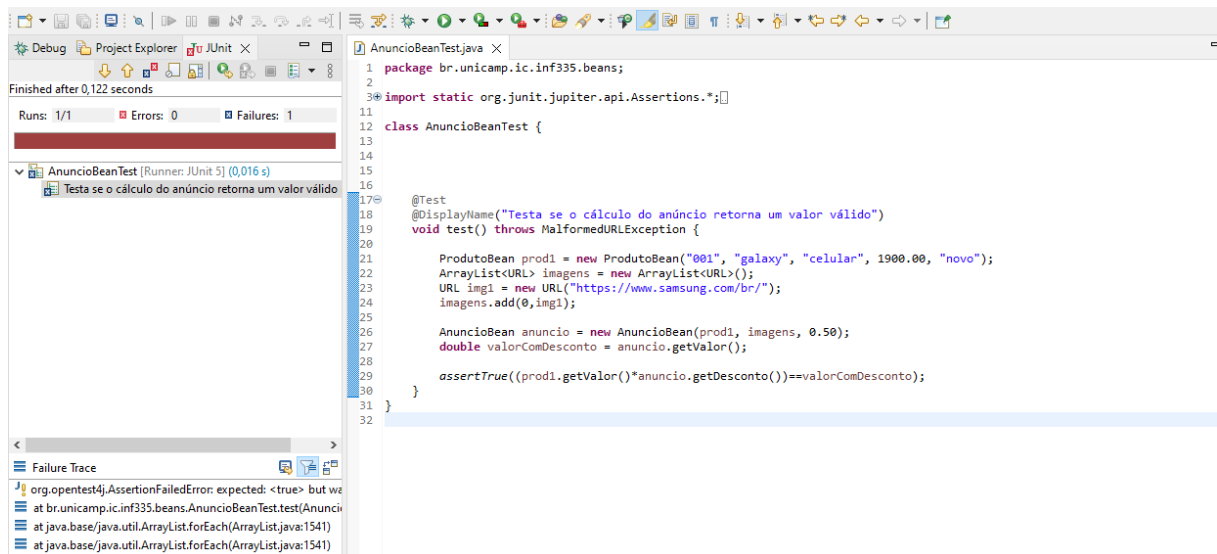 Debug
Project Explorer
JUnit
Finished after 0,122 seconds
Runs: 1/1
Errors: 0
Failures: 1
AnuncioBeanTest [Runner: JUnit 5] (0,016 s)
Testa se o cálculo do anúncio retorna um valor válido
Failure Trace
org.opentest4j.AssertionFailedError: expected: <true> but wa
at br.unicamp.ic.inf335.beans.AnuncioBeanTest.test(Anunci
at java.base/java.util.ArrayList.forEach(ArrayList.java:1541)
at java.base/java.util.ArrayList.forEach(ArrayList.java:1541)
AnuncioBeanTest.java
1 package br.unicamp.ic.inf335.beans;
2
3 import static org.junit.jupiter.api.Assertions.*;
11
12 class AnuncioBeanTest {
13
14
15
16
17 @Test
18 @DisplayName("Testa se o cálculo do anúncio retorna um valor válido")
19 void test() throws MalformedURLException {
20
21 ProdutoBean prod1 = new ProdutoBean("001", "galaxy", "celular", 1900.00, "novo");
22 ArrayList<URL> imagens = new ArrayList<URL>();
23 URL img1 = new URL("https://www.samsung.com/br/");
24 imagens.add(0,img1);
25
26 AnuncioBean anuncio = new AnuncioBean(prod1, imagens, 0.50);
27 double valorComDesconto = anuncio.getValor();
28
29 assertTrue((prod1.getValor()*anuncio.getDesconto())==valorComDesconto);
30 }
31 }
32